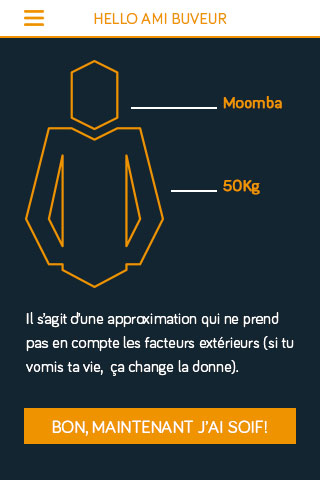 HELLO AMI BUVEUR
Moomba
50Kg
Il s'agit d'une approximation qui ne prend
pas en compte les facteurs extérieurs (si tu
vomis ta vie, ça change la donne).
BON, MAINTENANT J'AI SOIF!